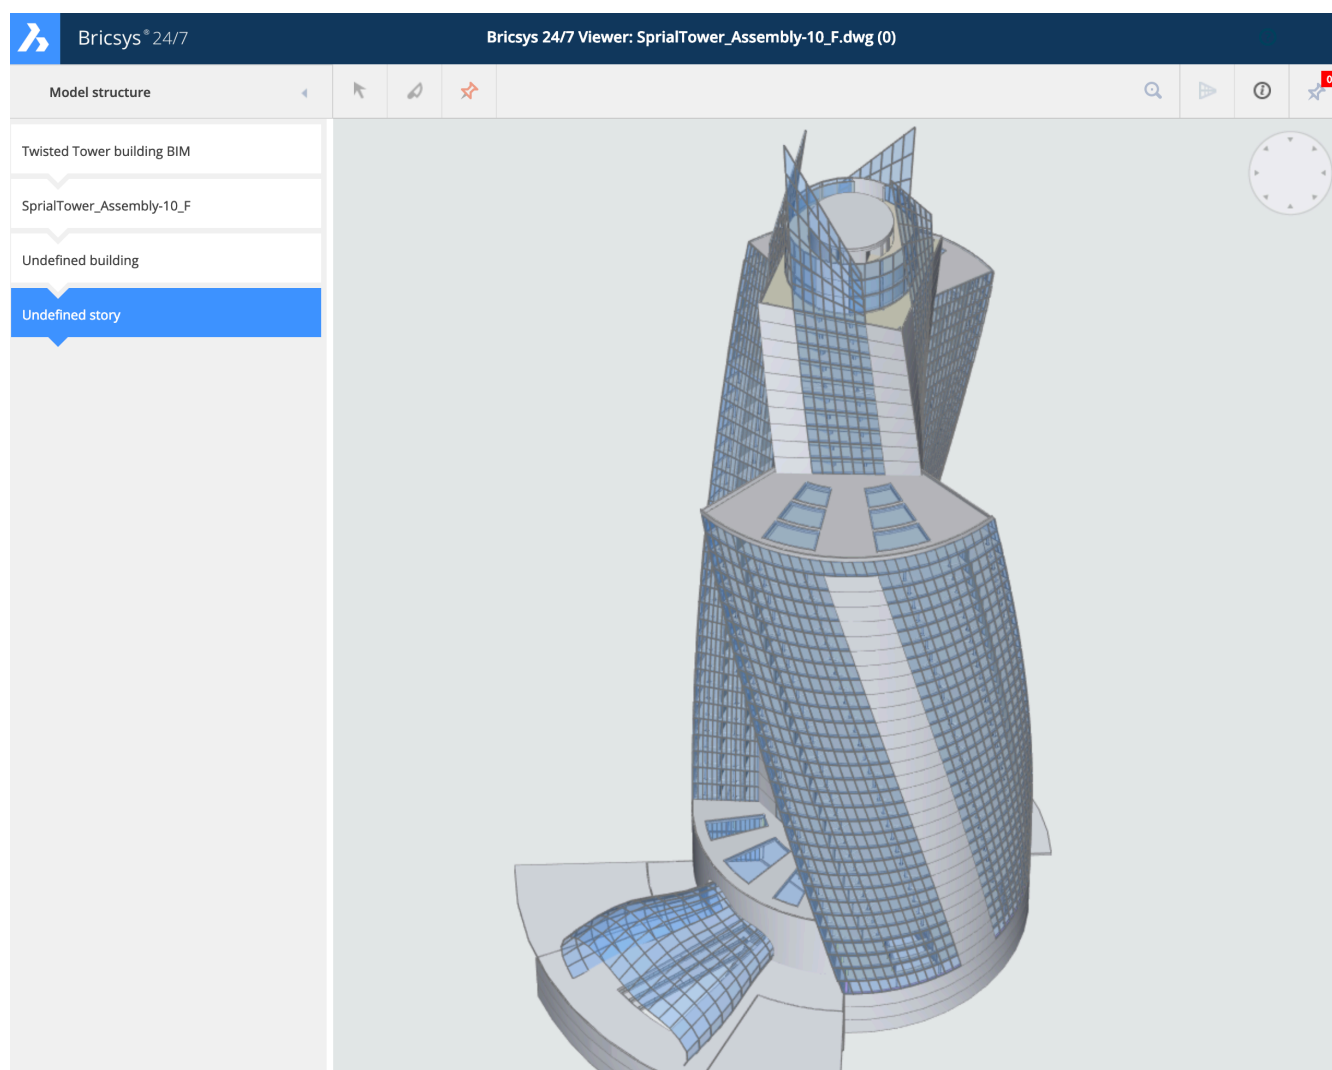 Bricsys® 24/7
Bricsys 24/7 Viewer: SprialTower_Assembly-10_F.dwg (0)
Model structure
0
Twisted Tower building BIM
SprialTower_Assembly-10_F
Undefined building
Undefined story